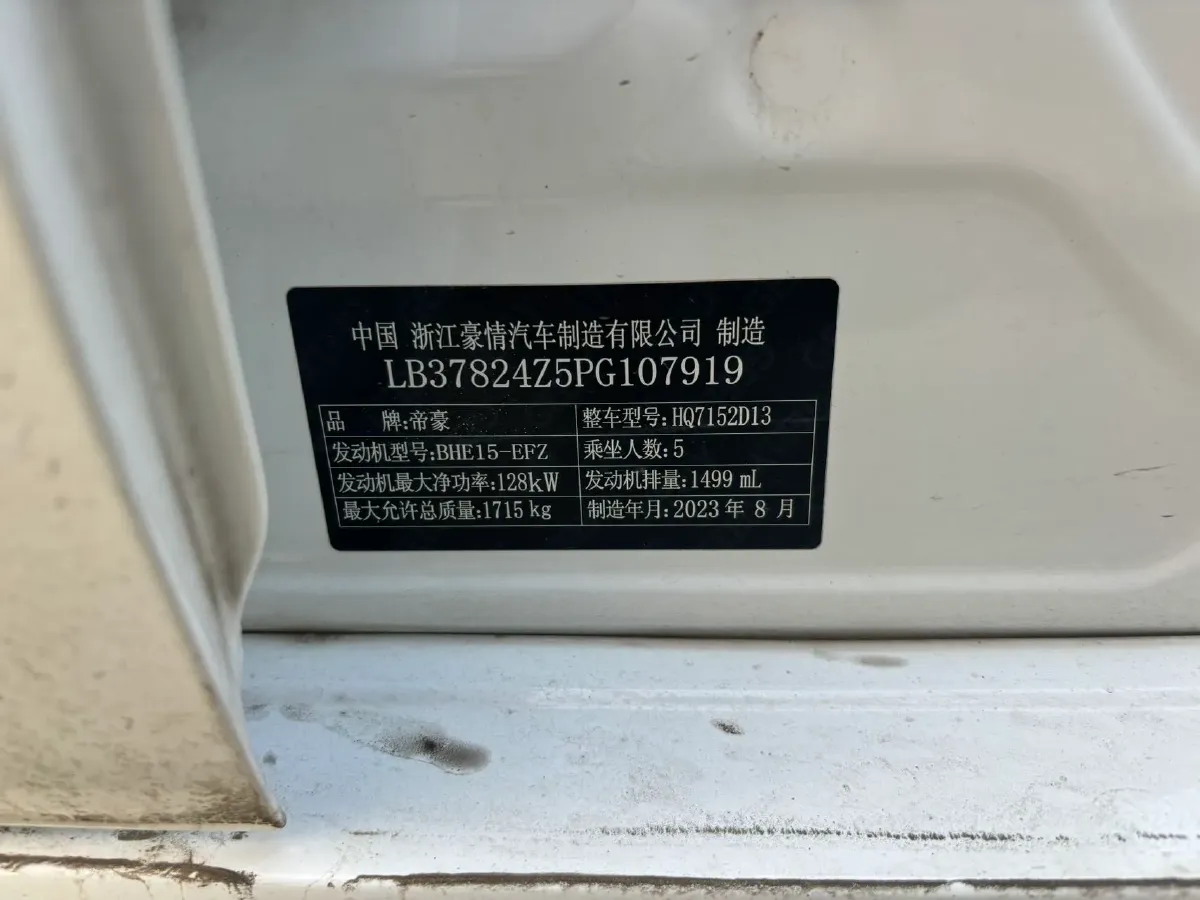 中国 浙江豪情汽车制造有限公司 制造
LB37824Z5PG107919
品 牌:帝豪 整车型号:HQ7152D13
发动机型号:BHE15-EFZ 乘坐人数:5
发动机最大净功率:128kW 发动机排量:1499 mL
最大允许总质量:1715 kg 制造年月:2023 年 8 月